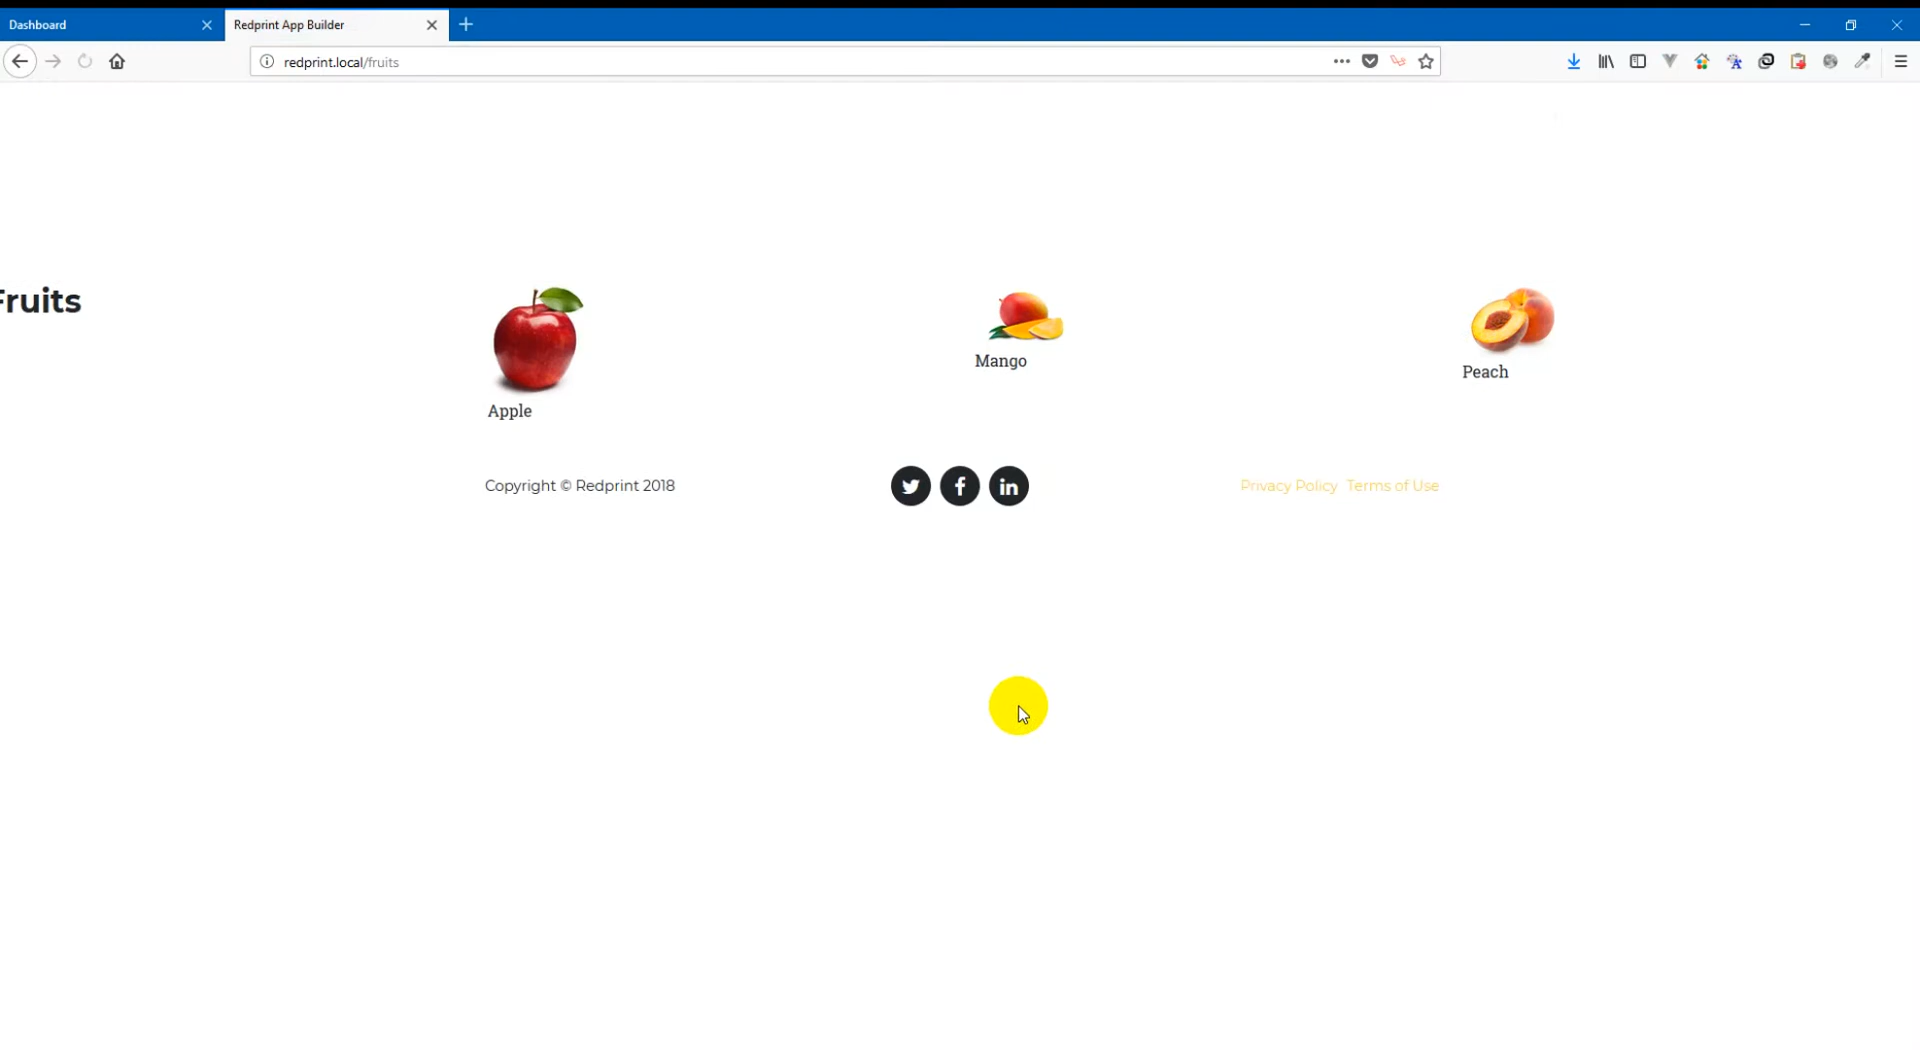 Dashboard
Redprint App Builder
redprint.local/fruits
Fruits
Apple
Mango
Peach
Copyright © Redprint 2018
Privacy Policy Terms of Use